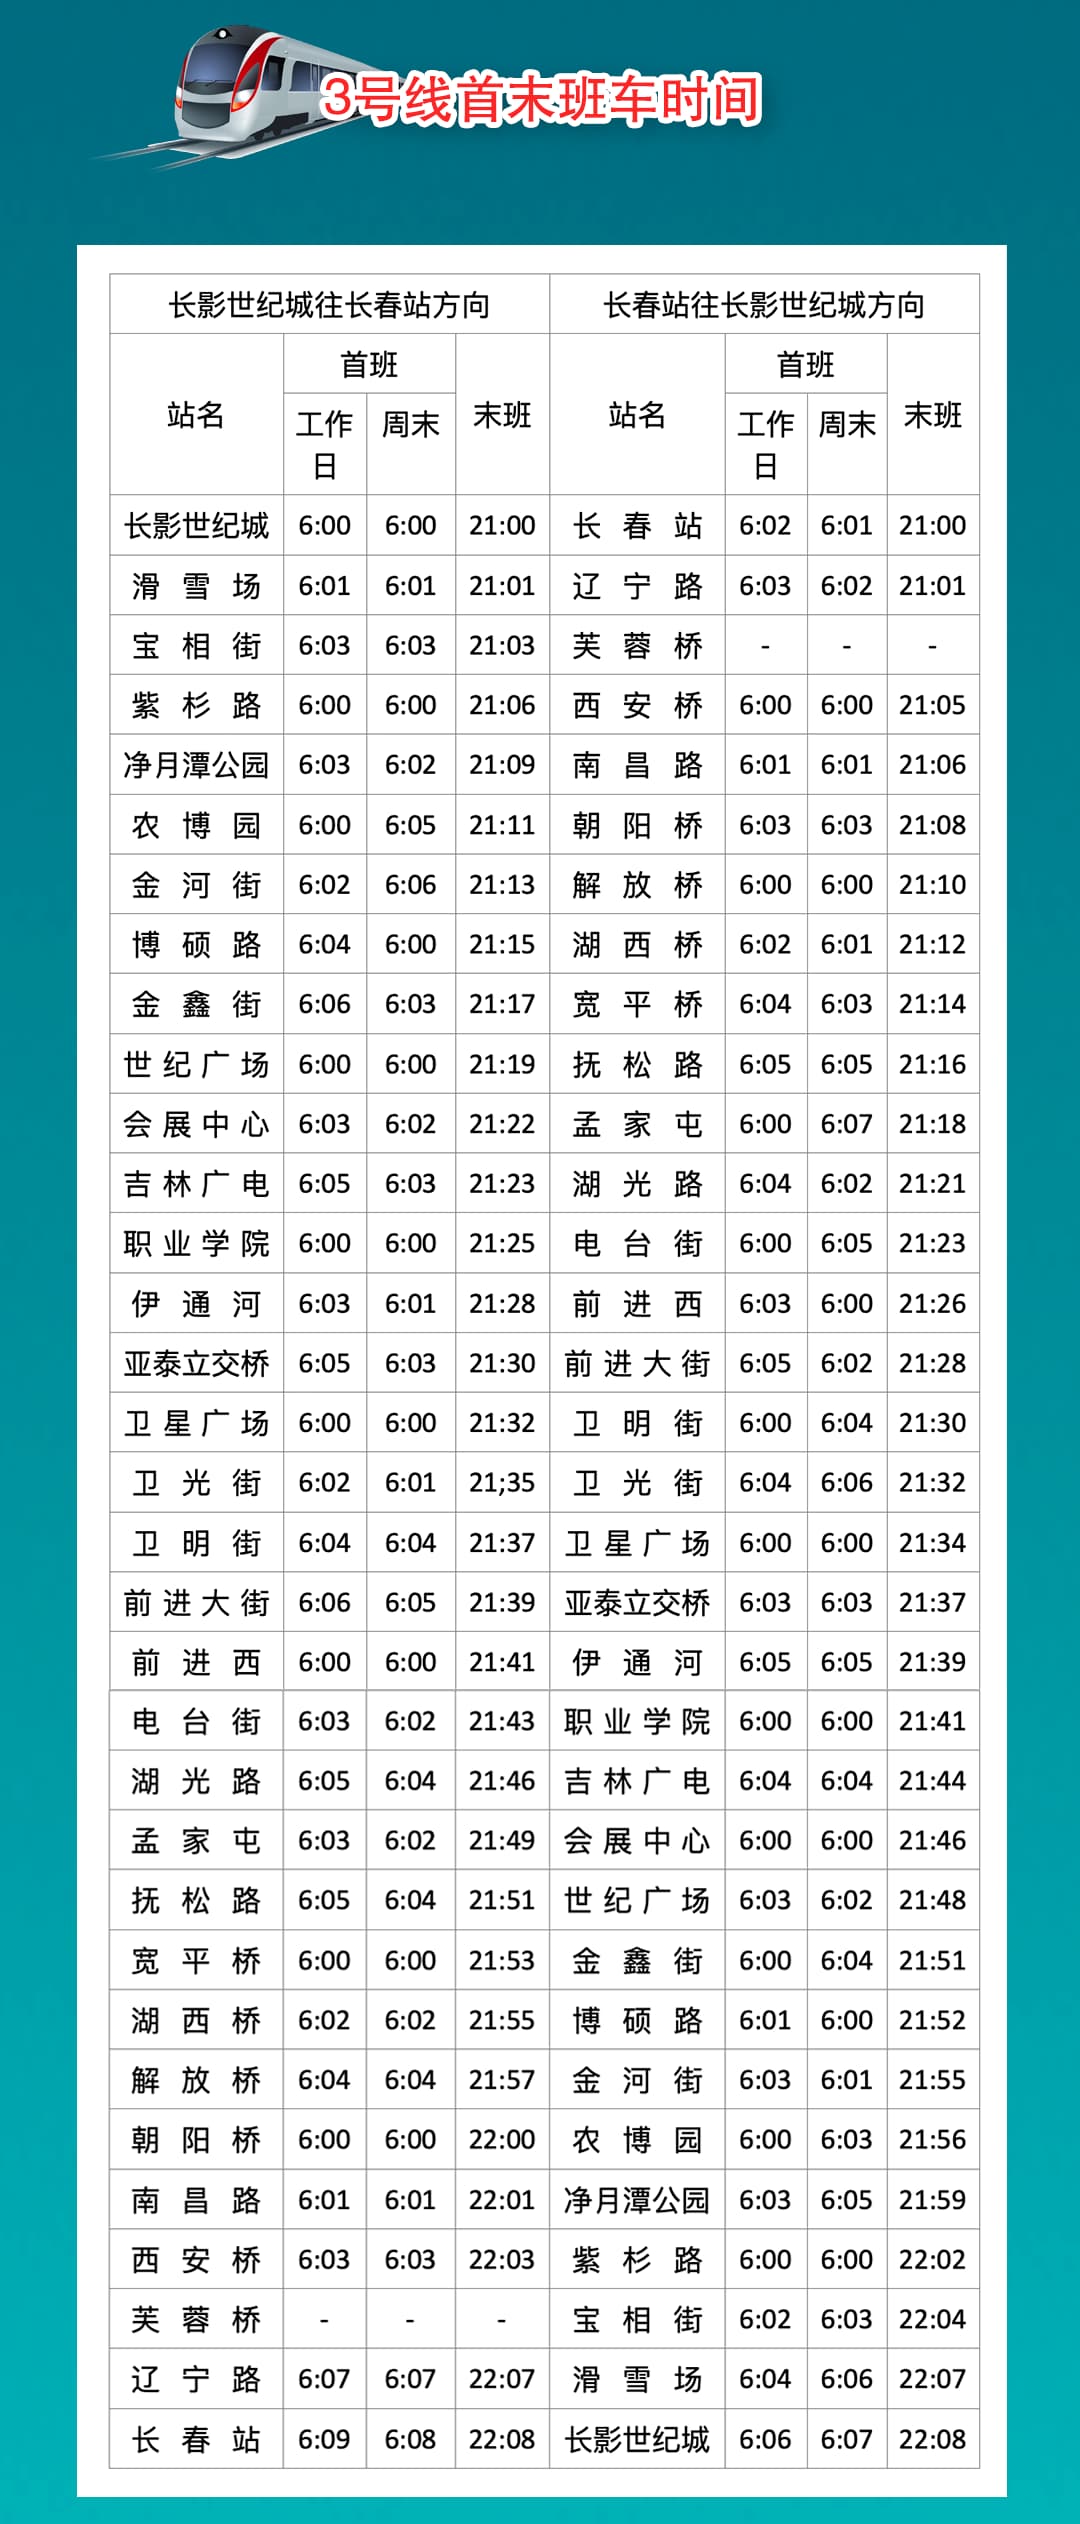 3号线首末班车时间
长影世纪城往长春站方向 长春站往长影世纪城方向
站名 首班 末班 站名 首班 末班
工作日 周末 工作日 周末
长影世纪城 6:00 6:00 21:00 长春站 6:02 6:01 21:00
滑雪场 6:01 6:01 21:01 辽宁路 6:03 6:02 21:01
宝相街 6:03 6:03 21:03 芙蓉桥 - - -
紫杉路 6:00 6:00 21:06 西安桥 6:00 6:00 21:05
净月潭公园 6:03 6:02 21:09 南昌路 6:01 6:01 21:06
农博园 6:00 6:05 21:11 朝阳桥 6:03 6:03 21:08
金河街 6:02 6:06 21:13 解放桥 6:00 6:00 21:10
博硕路 6:04 6:00 21:15 湖西桥 6:02 6:01 21:12
金鑫街 6:06 6:03 21:17 宽平桥 6:04 6:03 21:14
世纪广场 6:00 6:00 21:19 抚松路 6:05 6:05 21:16
会展中心 6:03 6:02 21:22 孟家屯 6:00 6:07 21:18
吉林广电 6:05 6:03 21:23 湖光路 6:04 6:02 21:21
职业学院 6:00 6:00 21:25 电台街 6:00 6:05 21:23
伊通河 6:03 6:01 21:28 前进西 6:03 6:00 21:26
亚泰立交桥 6:05 6:03 21:30 前进大街 6:05 6:02 21:28
卫星广场 6:00 6:00 21:32 卫明街 6:00 6:04 21:30
卫光街 6:02 6:01 21;35 卫光街 6:04 6:06 21:32
卫明街 6:04 6:04 21:37 卫星广场 6:00 6:00 21:34
前进大街 6:06 6:05 21:39 亚泰立交桥 6:03 6:03 21:37
前进西 6:00 6:00 21:41 伊通河 6:05 6:05 21:39
电台街 6:03 6:02 21:43 职业学院 6:00 6:00 21:41
湖光路 6:05 6:04 21:46 吉林广电 6:04 6:04 21:44
孟家屯 6:03 6:02 21:49 会展中心 6:00 6:00 21:46
抚松路 6:05 6:04 21:51 世纪广场 6:03 6:02 21:48
宽平桥 6:00 6:00 21:53 金鑫街 6:00 6:04 21:51
湖西桥 6:02 6:02 21:55 博硕路 6:01 6:00 21:52
解放桥 6:04 6:04 21:57 金河街 6:03 6:01 21:55
朝阳桥 6:00 6:00 22:00 农博园 6:00 6:03 21:56
南昌路 6:01 6:01 22:01 净月潭公园 6:03 6:05 21:59
西安桥 6:03 6:03 22:03 紫杉路 6:00 6:00 22:02
芙蓉桥 - - - 宝相街 6:02 6:03 22:04
辽宁路 6:07 6:07 22:07 滑雪场 6:04 6:06 22:07
长春站 6:09 6:08 22:08 长影世纪城 6:06 6:07 22:08